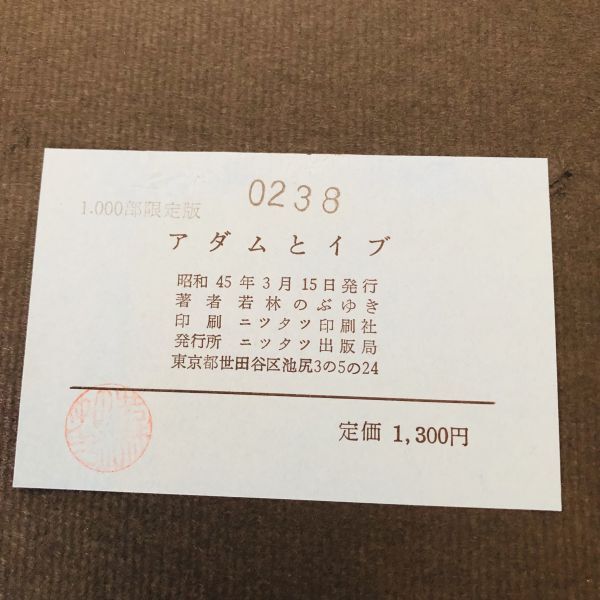 0238
1.000部限定版
アダムとイブ
昭和 45 年 3 月 15 日発行
著者 若林のぶゆき
印刷 ニツタツ印刷社
発行所 ニツタツ出版局
東京都世田谷区池尻3の5の24
定価 1,300円